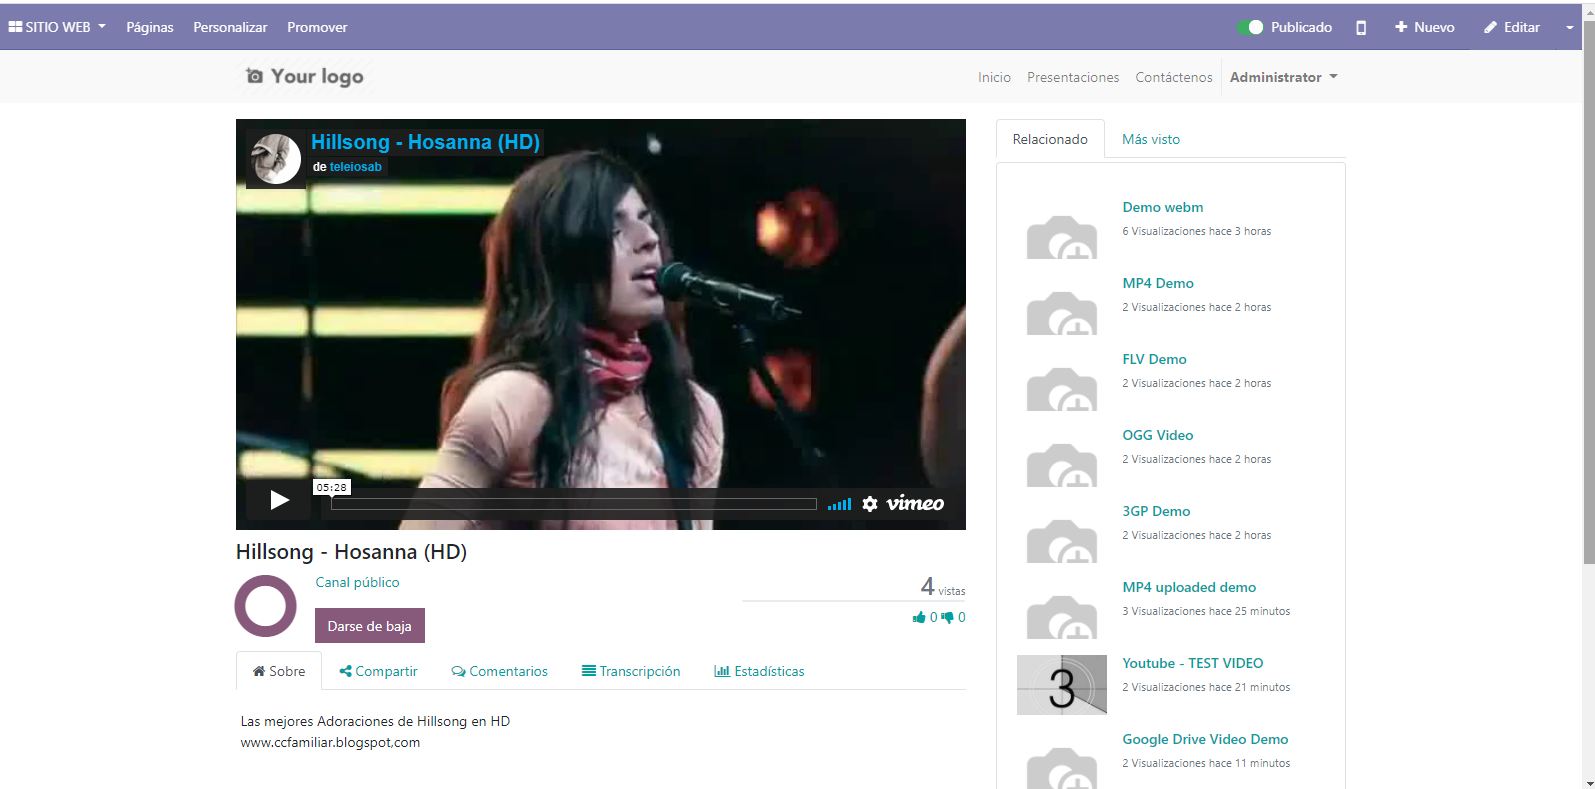 SITIO WEB Páginas Personalizar Promover Publicado Nuevo Editar
Your logo Inicio Presentaciones Contáctenos Administrator
Hillsong - Hosanna (HD)
de teleiosab
05:28
vimeo
Hillsong - Hosanna (HD)
Canal público
4 vistas
Darse de baja
0 0
Sobre Compartir Comentarios Transcripción Estadísticas
Las mejores Adoraciones de Hillsong en HD
www.ccfamiliar.blogspot,com
Relacionado Más visto
Demo webm
6 Visualizaciones hace 3 horas
MP4 Demo
2 Visualizaciones hace 2 horas
FLV Demo
2 Visualizaciones hace 2 horas
OGG Video
2 Visualizaciones hace 2 horas
3GP Demo
2 Visualizaciones hace 2 horas
MP4 uploaded demo
3 Visualizaciones hace 25 minutos
3
Youtube - TEST VIDEO
2 Visualizaciones hace 21 minutos
Google Drive Video Demo
2 Visualizaciones hace 11 minutos